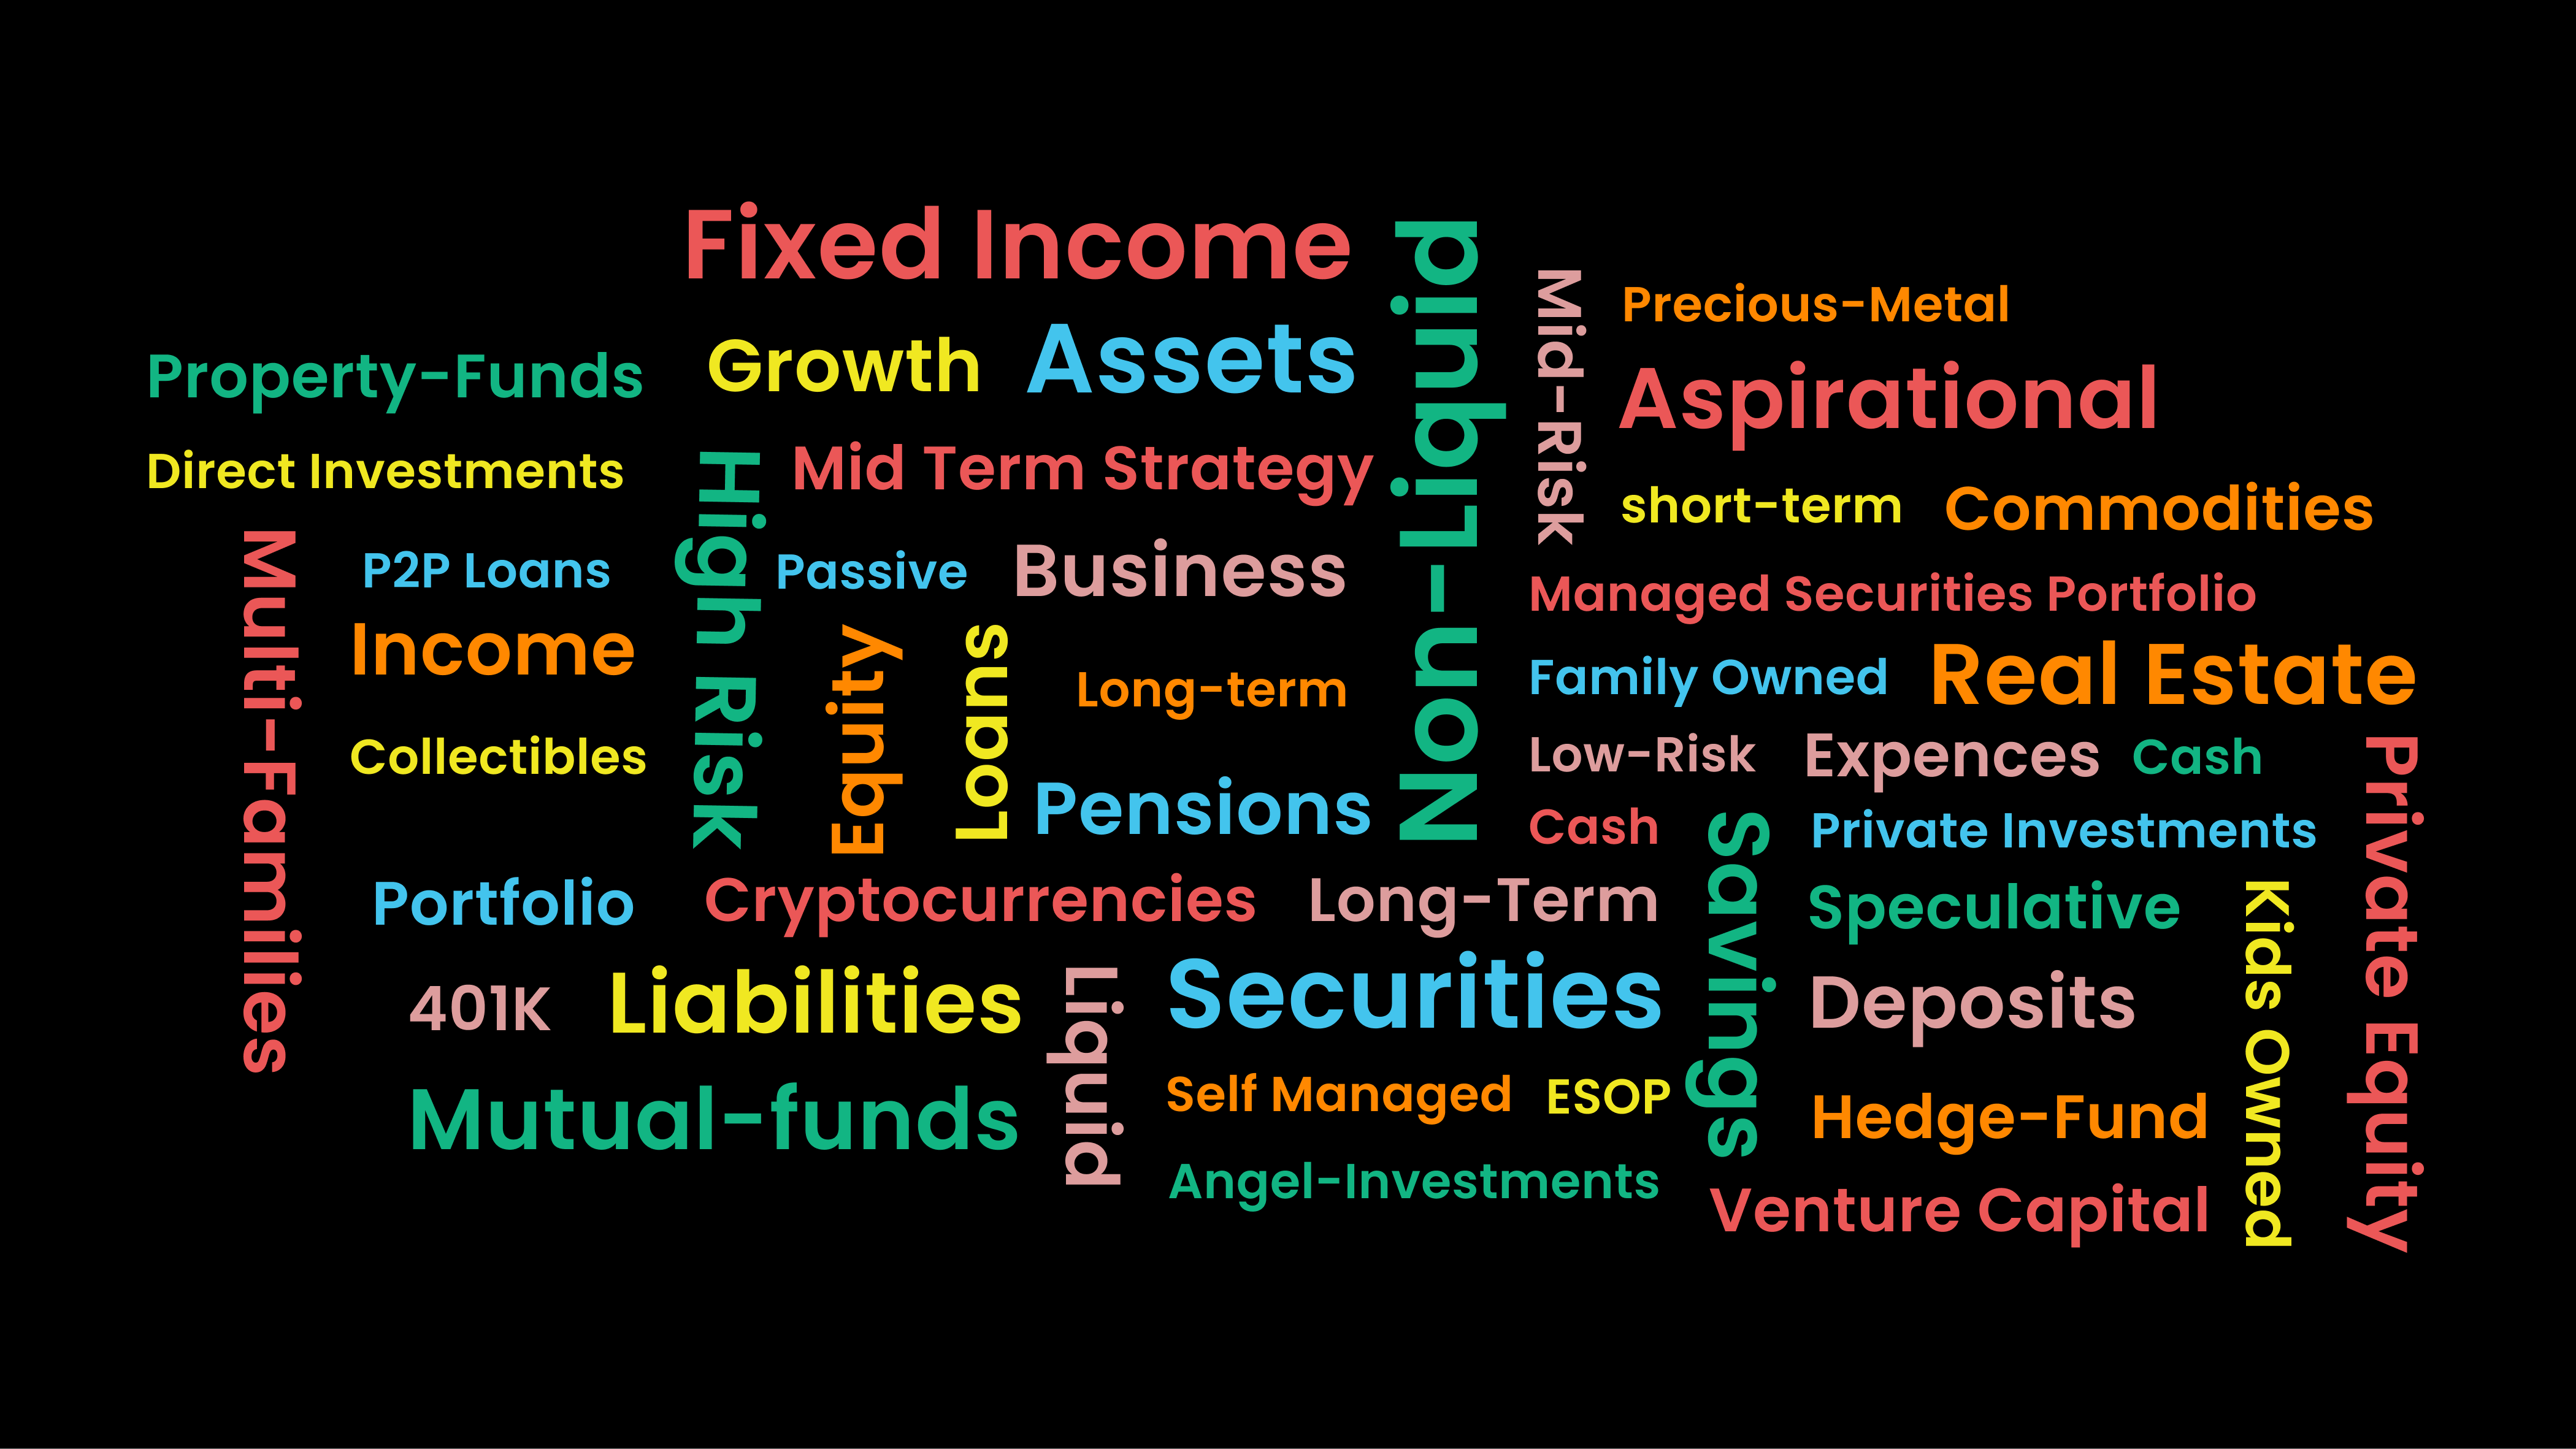 Fixed Income
Non-Liquid
Mid-Risk
Precious-Metal
Property-Funds
Growth
Assets
Aspirational
Direct Investments
High Risk
Mid Term Strategy
short-term
Commodities
Multi-Families
P2P Loans
Passive
Business
Managed Securities Portfolio
Income
Equity
Loans
Long-term
Family Owned
Real Estate
Collectibles
Pensions
Low-Risk
Expences
Cash
Private Equity
Cash
Savings
Private Investments
Portfolio
Cryptocurrencies
Long-Term
Speculative
Kids Owned
401K
Liabilities
Liquid
Securities
Deposits
Mutual-funds
Self Managed
ESOP
Hedge-Fund
Angel-Investments
Venture Capital